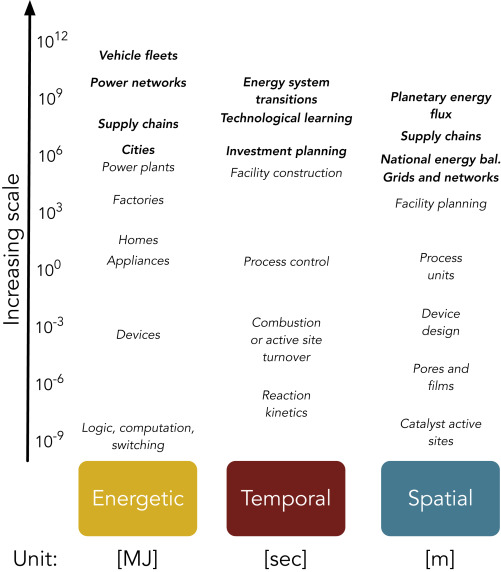 Increasing scale
10^12
10^9
10^6
10^3
10^0
10^-3
10^-6
10^-9
Vehicle fleets
Power networks
Supply chains
Cities
Power plants
Factories
Homes
Appliances
Devices
Logic, computation,
switching
Energy system
transitions
Technological learning
Investment planning
Facility construction
Process control
Combustion
or active site
turnover
Reaction
kinetics
Planetary energy
flux
Supply chains
National energy bal.
Grids and networks
Facility planning
Process
units
Device
design
Pores and
films
Catalyst active
sites
Energetic
Temporal
Spatial
Unit:
[MJ]
[sec]
[m]